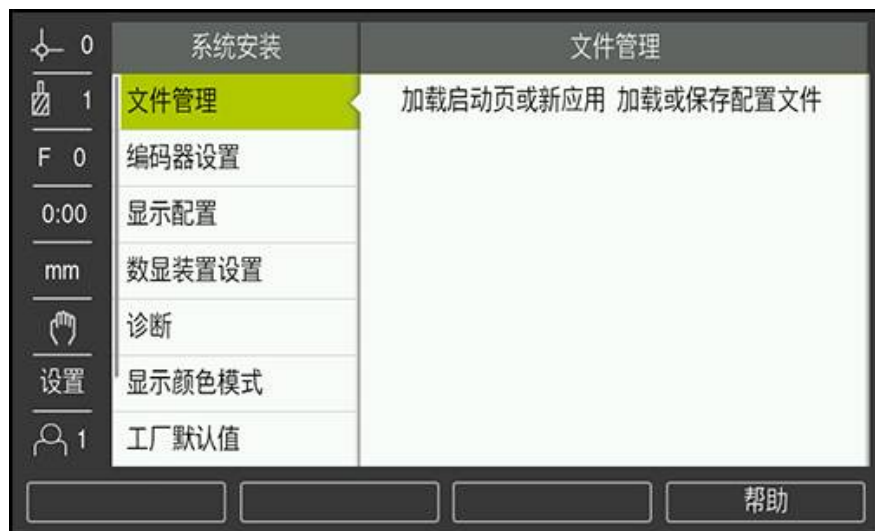 0
系统安装
文件管理
1
文件管理
加载启动页或新应用 加载或保存配置文件
F 0
编码器设置
0:00
显示配置
mm
数显装置设置
诊断
设置
显示颜色模式
1
工厂默认值
帮助